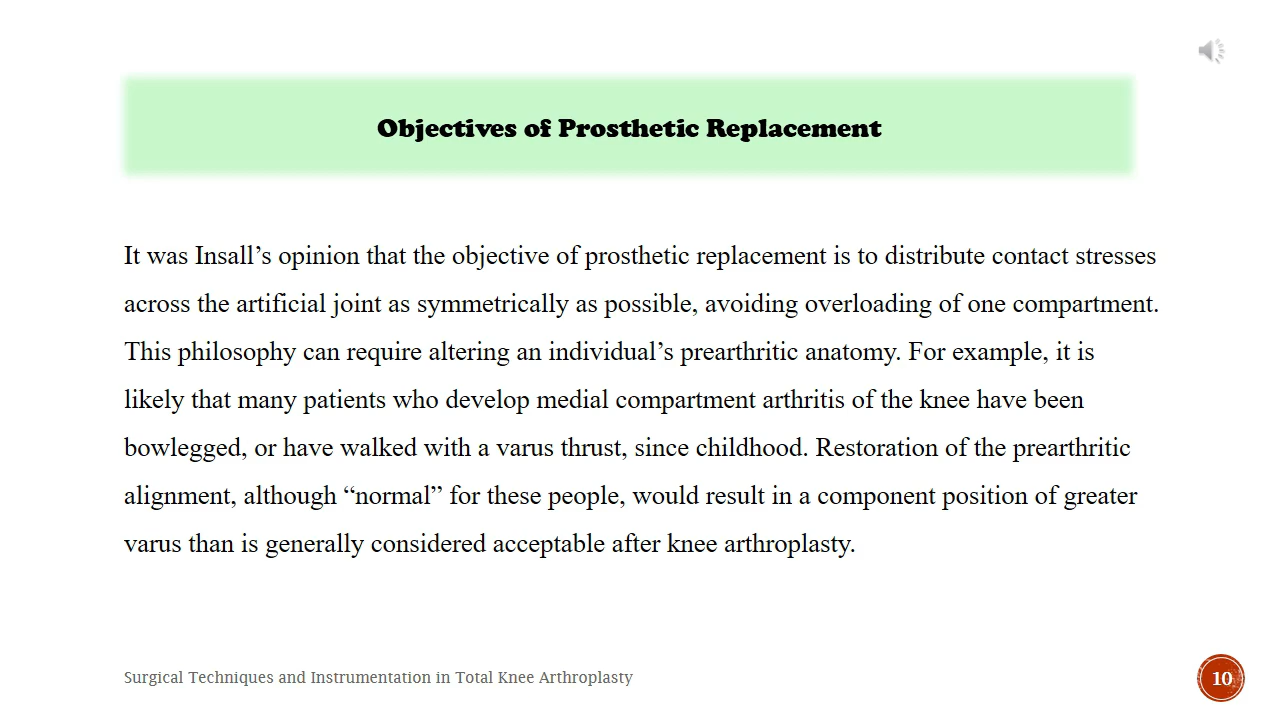 Objectives of Prosthetic Replacement
It was Insall’s opinion that the objective of prosthetic replacement is to distribute contact stresses
across the artificial joint as symmetrically as possible, avoiding overloading of one compartment.
This philosophy can require altering an individual’s prearthritic anatomy. For example, it is
likely that many patients who develop medial compartment arthritis of the knee have been
bowlegged, or have walked with a varus thrust, since childhood. Restoration of the prearthritic
alignment, although “normal” for these people, would result in a component position of greater
varus than is generally considered acceptable after knee arthroplasty.
Surgical Techniques and Instrumentation in Total Knee Arthroplasty
10